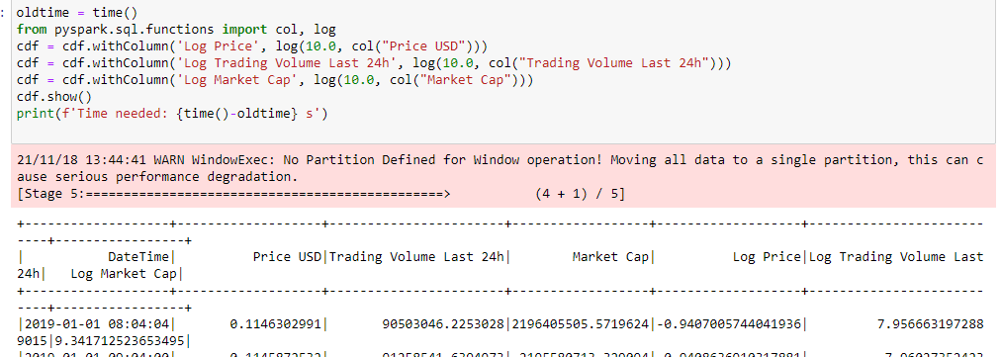 oldtime = time()
from pyspark.sql.functions import col, log
cdf = cdf.withColumn('Log Price', log(10.0, col("Price USD")))
cdf = cdf.withColumn('Log Trading Volume Last 24h', log(10.0, col("Trading Volume Last 24h")))
cdf = cdf.withColumn('Log Market Cap', log(10.0, col("Market Cap")))
cdf.show()
print(f'Time needed: {time()-oldtime} s')
21/11/18 13:44:41 WARN WindowExec: No Partition Defined for Window operation! Moving all data to a single partition, this can c
ause serious performance degradation.
[Stage 5:===============================================>           (4 + 1) / 5]
+-------------------+------------------+-----------------------+------------------+-------------------+-----------------------
----+-----------------+
|           DateTime|         Price USD|Trading Volume Last 24h|        Market Cap|          Log Price|Log Trading Volume Last
24h|   Log Market Cap|
+-------------------+------------------+-----------------------+------------------+-------------------+-----------------------
----+-----------------+
|2019-01-01 08:04:04|      0.1146302991|       90503046.2253028|2196405505.5719624|-0.9407005744041936|         7.956663197288
9015|9.341712523653495|